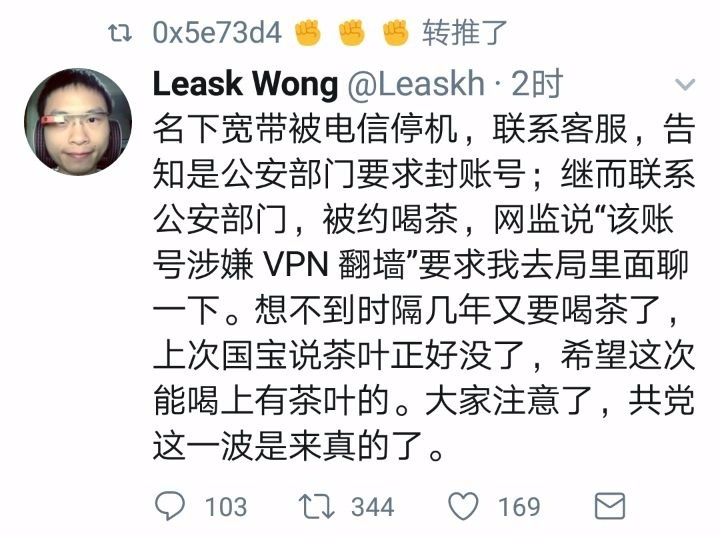 0x5e73d4 ✊ ✊ ✊ 转推了
Leask Wong @Leaskh · 2时
名下宽带被电信停机，联系客服，告
知是公安部门要求封账号；继而联系
公安部门，被约喝茶，网监说“该账
号涉嫌 VPN 翻墙”要求我去局里面聊
一下。想不到时隔几年又要喝茶了，
上次国宝说茶叶正好没了，希望这次
能喝上有茶叶的。大家注意了，共党
这一波是来真的了。
103 344 169